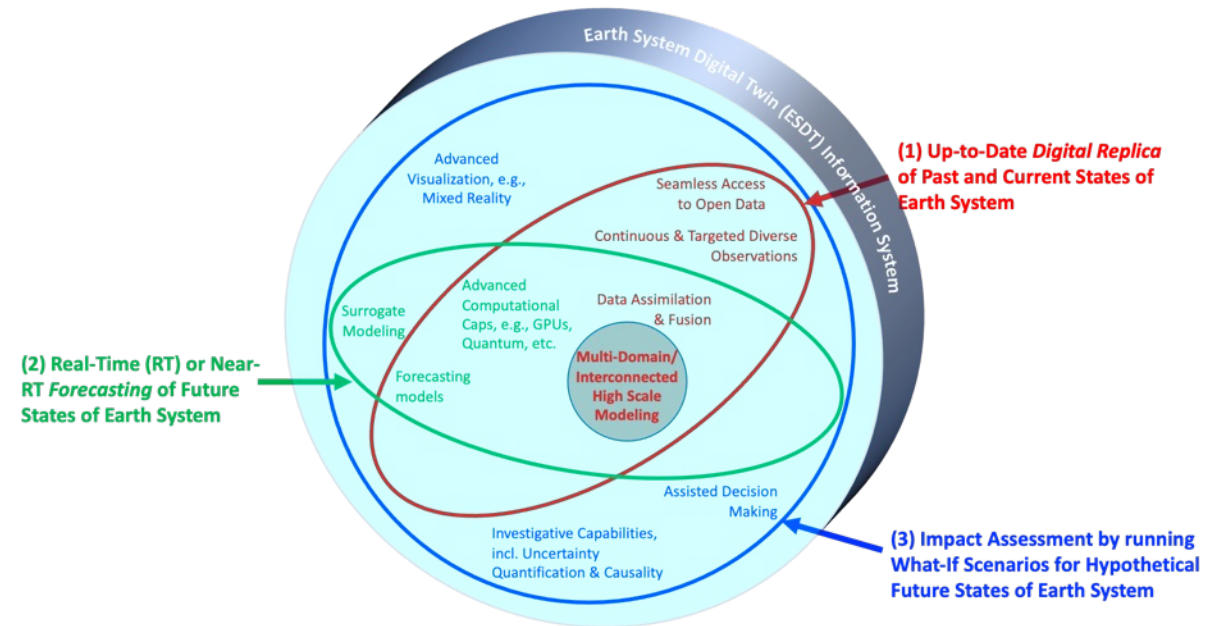 Earth System Digital Twin (ESDT) Information System
(1) Up-to-Date Digital Replica
of Past and Current States of
Earth System
Advanced
Visualization, e.g.,
Mixed Reality
Seamless Access
to Open Data
Continuous & Targeted Diverse
Observations
Advanced
Computational
Caps, e.g., GPUs,
Quantum, etc.
Data Assimilation
& Fusion
Surrogate
Modeling
Multi-Domain/
Interconnected
High Scale
Modeling
(2) Real-Time (RT) or Near-
RT Forecasting of Future
States of Earth System
Forecasting
models
Assisted Decision
Making
Investigative Capabilities,
incl. Uncertainty
Quantification & Causality
(3) Impact Assessment by running
What-If Scenarios for Hypothetical
Future States of Earth System